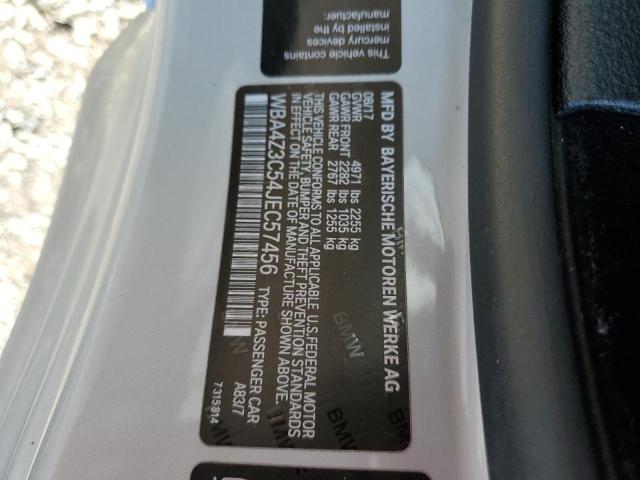 This vehicle contains
mercury devices
installed by the
manufacturer:
MFD BY BAYERISCHE MOTOREN WERKE AG
08/17
GVWR 4971 lbs 2255 kg
GAWR FRONT 2282 lbs 1035 kg
GAWR REAR 2767 lbs 1255 kg
THIS VEHICLE CONFORMS TO ALL APPLICABLE U.S. FEDERAL MOTOR
VEHICLE SAFETY, BUMPER AND THEFT PREVENTION STANDARDS
IN EFFECT ON THE DATE OF MANUFACTURE SHOWN ABOVE.
WBA4Z3C54JEC57456 TYPE: PASSENGER CAR
A83/7
7315814
BMW
BMW